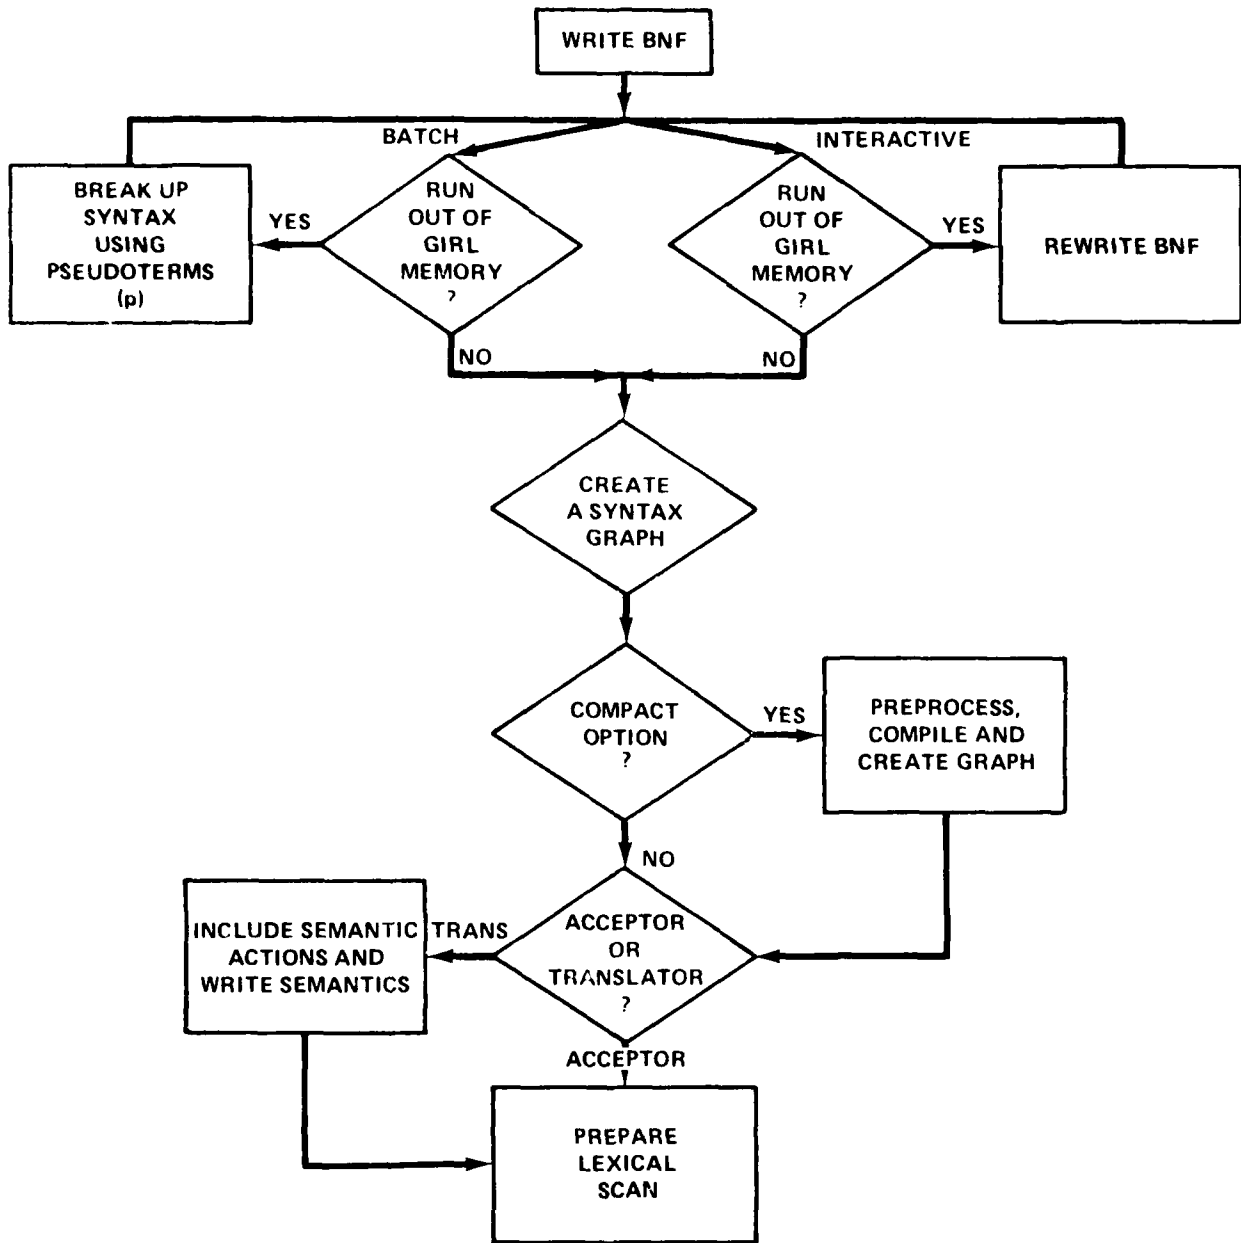 WRITE BNF
BATCH
INTERACTIVE
BREAK UP
SYNTAX
USING
PSEUDOTERMS
(p)
YES
RUN
OUT OF
GIRL
MEMORY
?
RUN
OUT OF
GIRL
MEMORY
?
YES
REWRITE BNF
NO
NO
CREATE
A SYNTAX
GRAPH
COMPACT
OPTION
?
YES
PREPROCESS,
COMPILE AND
CREATE GRAPH
NO
INCLUDE SEMANTIC
ACTIONS AND
WRITE SEMANTICS
TRANS
ACCEPTOR
OR
TRANSLATOR
?
ACCEPTOR
PREPARE
LEXICAL
SCAN